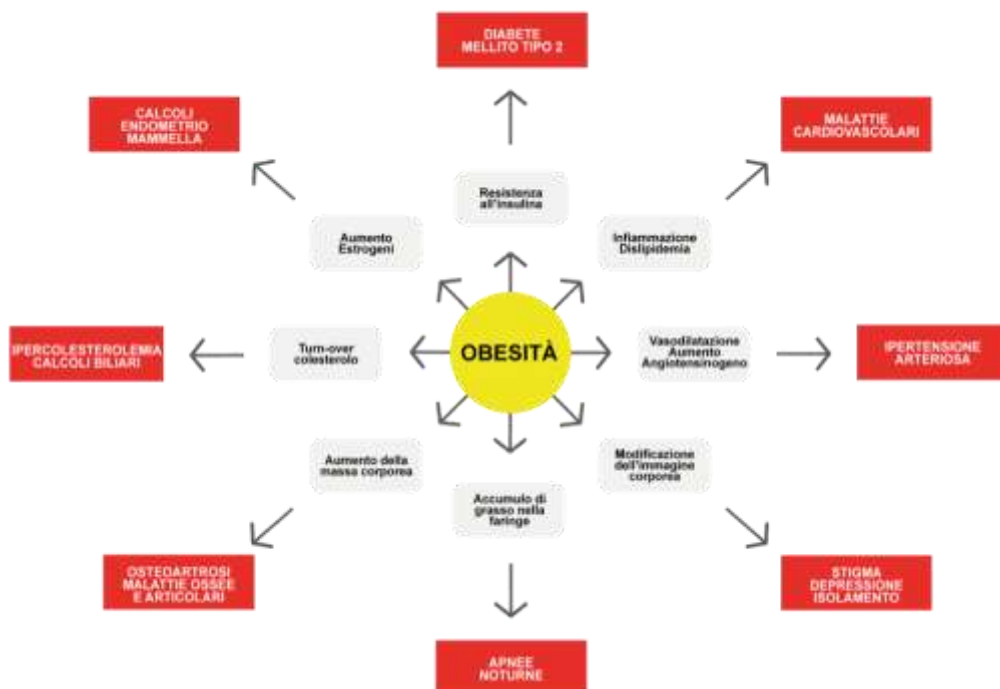 DIABETE
MELLITO TIPO 2
CALCOLI
ENDOMETRIO
MAMMELLA
MALATTIE
CARDIOVASCOLARI
Resistenza
all'insulina
Aumento
Estrogeni
Infiammazione
Dislipidemia
IPERCOLESTEROLEMIA
CALCOLI BILIARI
Turn-over
colesterolo
OBESITÀ
Vasodilatazione
Aumento
Angiotensinogeno
IPERTENSIONE
ARTERIOSA
Aumento della
massa corporea
Modificazione
dell'immagine
corporea
Accumulo di
grasso nella
faringe
OSTEOARTROSI
MALATTIE OSSEE
E ARTICOLARI
STIGMA
DEPRESSIONE
ISOLAMENTO
APNEE
NOTURNE